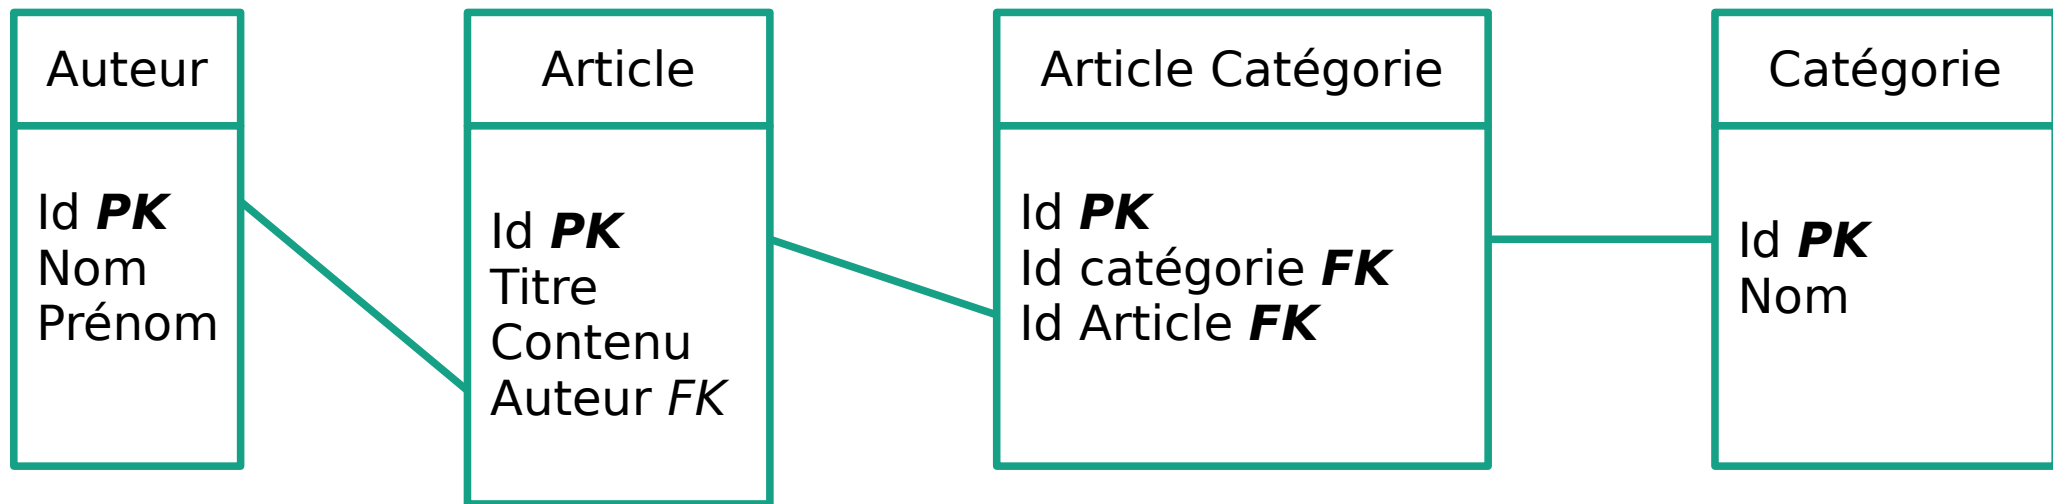 Auteur
Id PK
Nom
Prénom
Article
Id PK
Titre
Contenu
Auteur FK
Article Catégorie
Id PK
Id catégorie FK
Id Article FK
Catégorie
Id PK
Nom